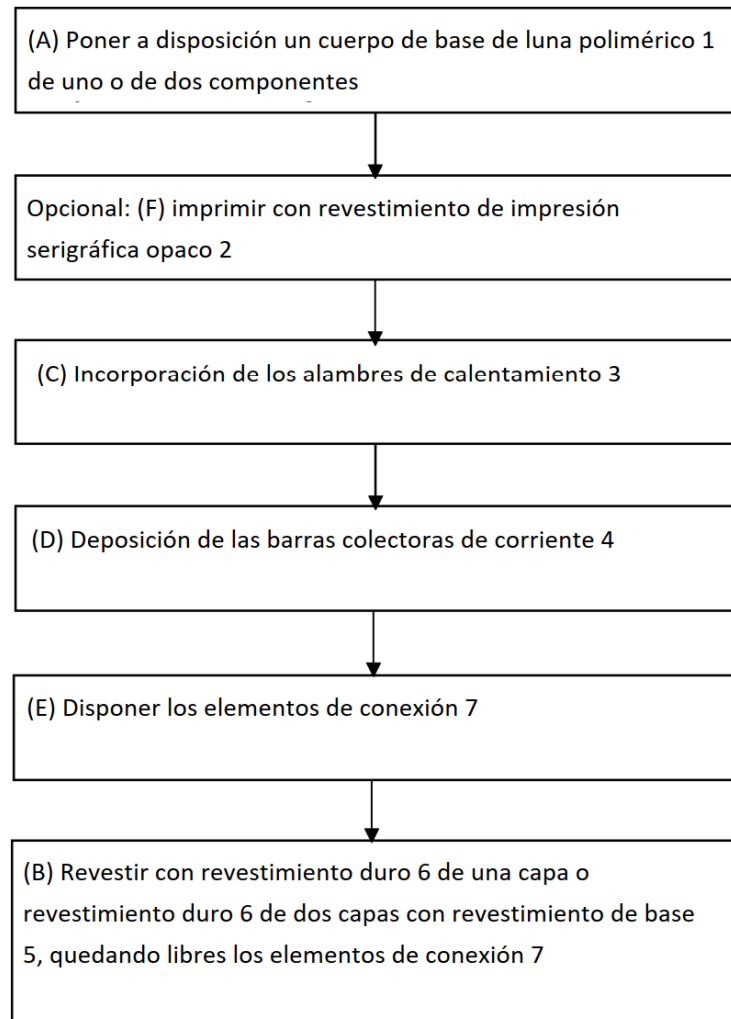 (A) Poner a disposición un cuerpo de base de luna polimérico 1
de uno o de dos componentes
Opcional: (F) imprimir con revestimiento de impresión
serigráfica opaco 2
(C) Incorporación de los alambres de calentamiento 3
(D) Deposición de las barras colectoras de corriente 4
(E) Disponer los elementos de conexión 7
(B) Revestir con revestimiento duro 6 de una capa o
revestimiento duro 6 de dos capas con revestimiento de base
5, quedando libres los elementos de conexión 7